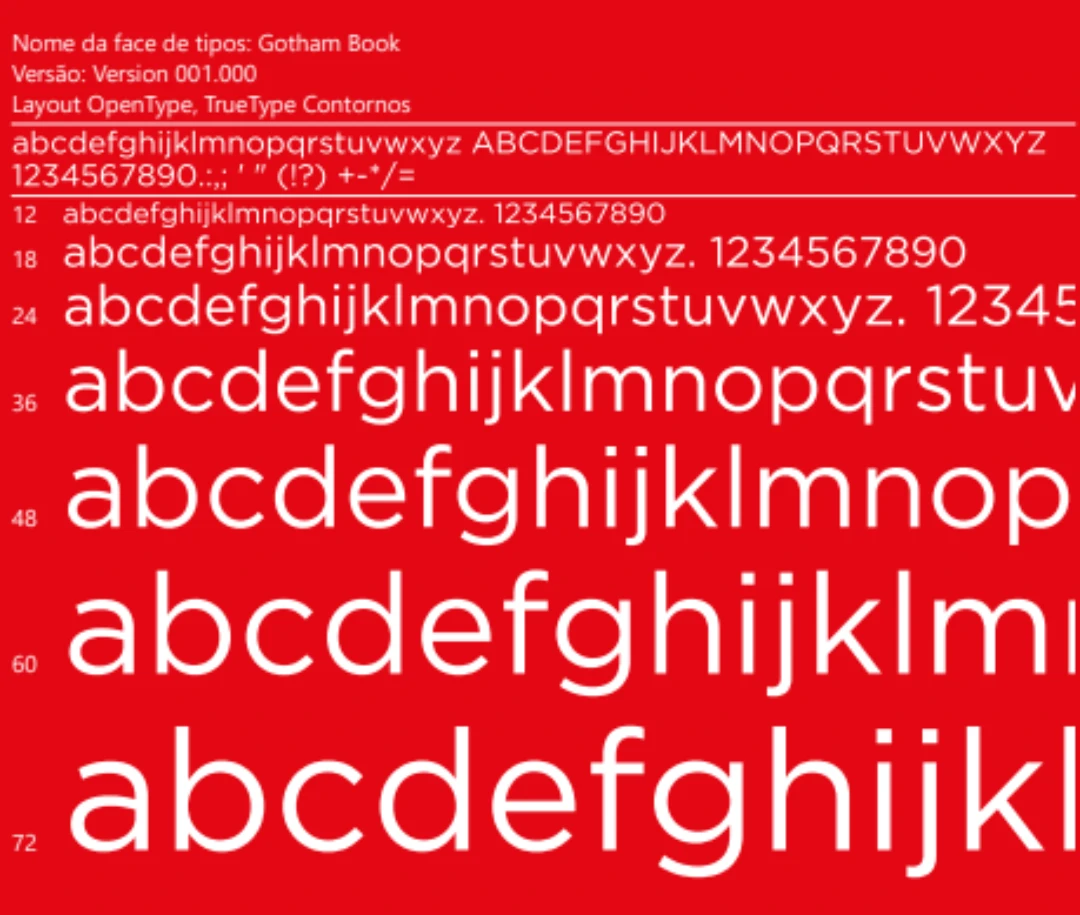 Nome da face de tipos: Gotham Book
Versão: Version 001.000
Layout OpenType, TrueType Contornos
abcdefghijklmnopqrstuvwxyz ABCDEFGHIJKLMNOPQRSTUVWXYZ
1234567890.:,; ' " (!?) +-*/=
12 abcdefghijklmnopqrstuvwxyz. 1234567890
18 abcdefghijklmnopqrstuvwxyz. 1234567890
24 abcdefghijklmnopqrstuvwxyz. 12345
36 abcdefghijklmnopqrstuv
48 abcdefghijklmnop
60 abcdefghijklm
72 abcdefghijk